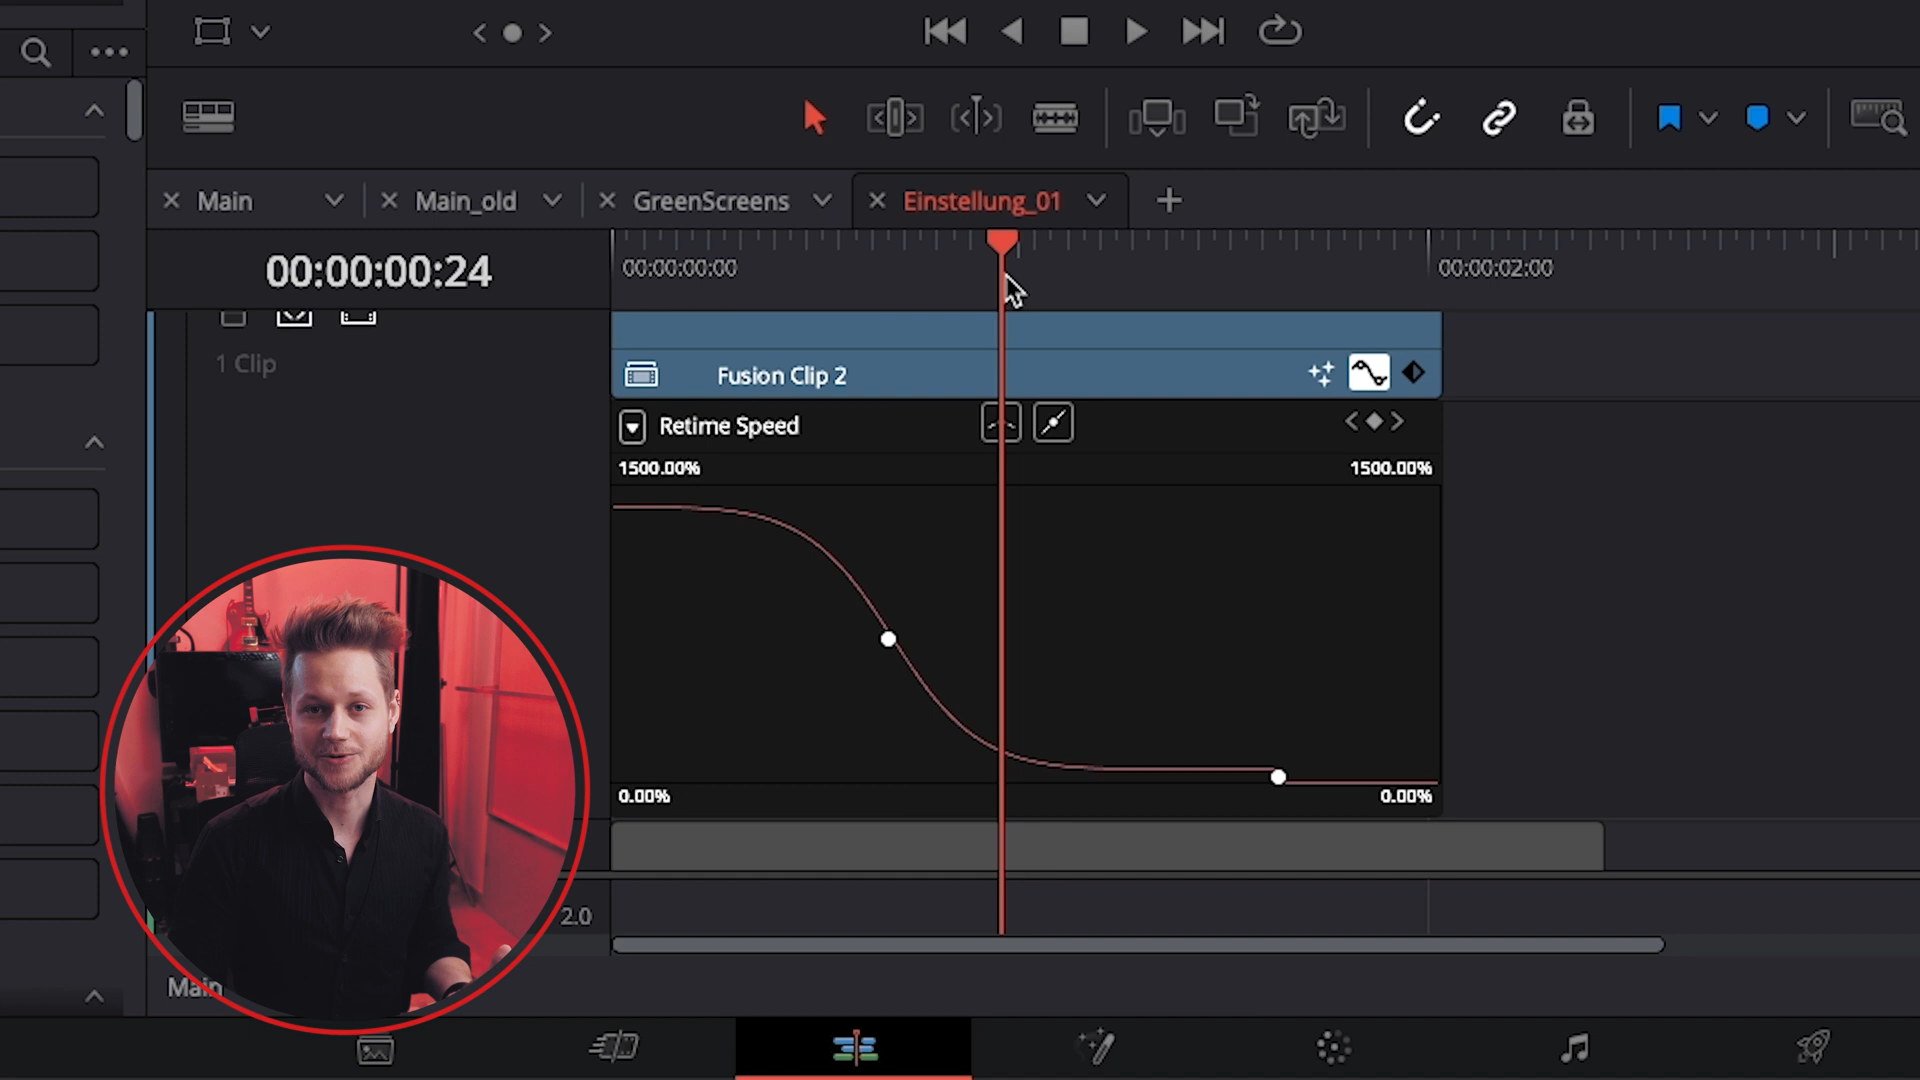 Main Main_old GreenScreens Einstellung_01
00:00:00:24 00:00:00:00 00:00:02:00
1 Clip
Fusion Clip 2
Retime Speed
1500.00% 1500.00%
0.00% 0.00%
2.0
Main